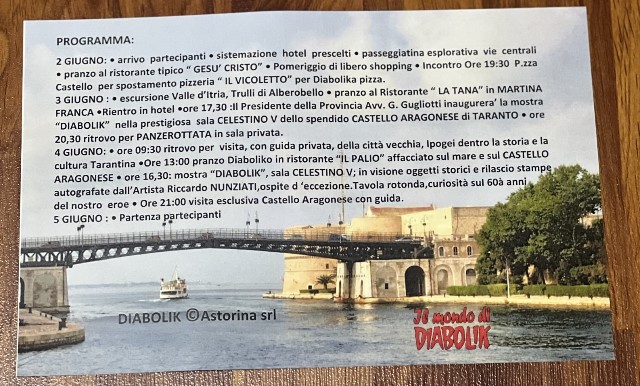 PROGRAMMA:
2 GIUGNO: • arrivo partecipanti • sistemazione hotel prescelti • passeggiatina esplorativa vie centrali
• pranzo al ristorante tipico " GESU' CRISTO" • Pomeriggio di libero shopping • Incontro Ore 19:30 P.zza
Castello per spostamento pizzeria " IL VICOLETTO" per Diabolika pizza.
3 GIUGNO : • escursione Valle d'Itria, Trulli di Alberobello • pranzo al Ristorante " LA TANA" in MARTINA
FRANCA •Rientro in hotel •ore 17,30 :Il Presidente della Provincia Avv. G. Gugliotti inaugurera' la mostra
"DIABOLIK" nella prestigiosa sala CELESTINO V dello spendido CASTELLO ARAGONESE di TARANTO • ore
20,30 ritrovo per PANZEROTTATA in sala privata.
4 GIUGNO: • ore 09:30 ritrovo per visita, con guida privata, della città vecchia, Ipogei dentro la storia e la
cultura Tarantina •Ore 13:00 pranzo Diaboliko in ristorante "IL PALIO" affacciato sul mare e sul CASTELLO
ARAGONESE • ore 16,30: mostra "DIABOLIK", sala CELESTINO V; in visione oggetti storici e rilascio stampe
autografate dall'Artista Riccardo NUNZIATI,ospite d 'eccezione.Tavola rotonda,curiosità sul 60à anni
del nostro eroe • Ore 21:00 visita esclusiva Castello Aragonese con guida.
5 GIUGNO : • Partenza partecipanti
DIABOLIK ©Astorina srl
Il mondo di
DIABOLIK